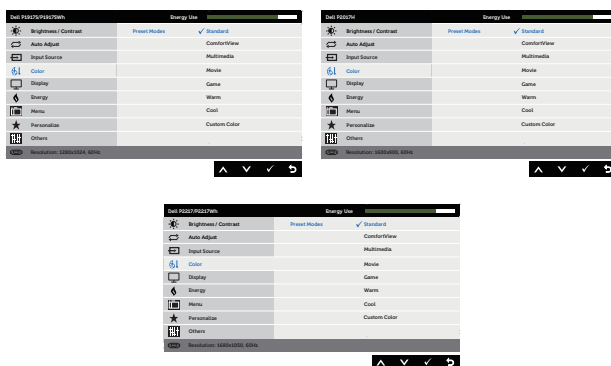 Dell P1917S/P1917SWh Energy Use
Brightness / Contrast Preset Modes ✓ Standard
Auto Adjust ComfortView
Input Source Multimedia
Color Movie
Display Game
Energy Warm
Menu Cool
Personalize Custom Color
Others
Resolution: 1280x1024, 60Hz
Dell P2017H Energy Use
Brightness / Contrast Preset Modes ✓ Standard
Auto Adjust ComfortView
Input Source Multimedia
Color Movie
Display Game
Energy Warm
Menu Cool
Personalize Custom Color
Others
Resolution: 1600x900, 60Hz
Dell P2217/P2217Wh Energy Use
Brightness / Contrast Preset Modes ✓ Standard
Auto Adjust ComfortView
Input Source Multimedia
Color Movie
Display Game
Energy Warm
Menu Cool
Personalize Custom Color
Others
Resolution: 1680x1050, 60Hz